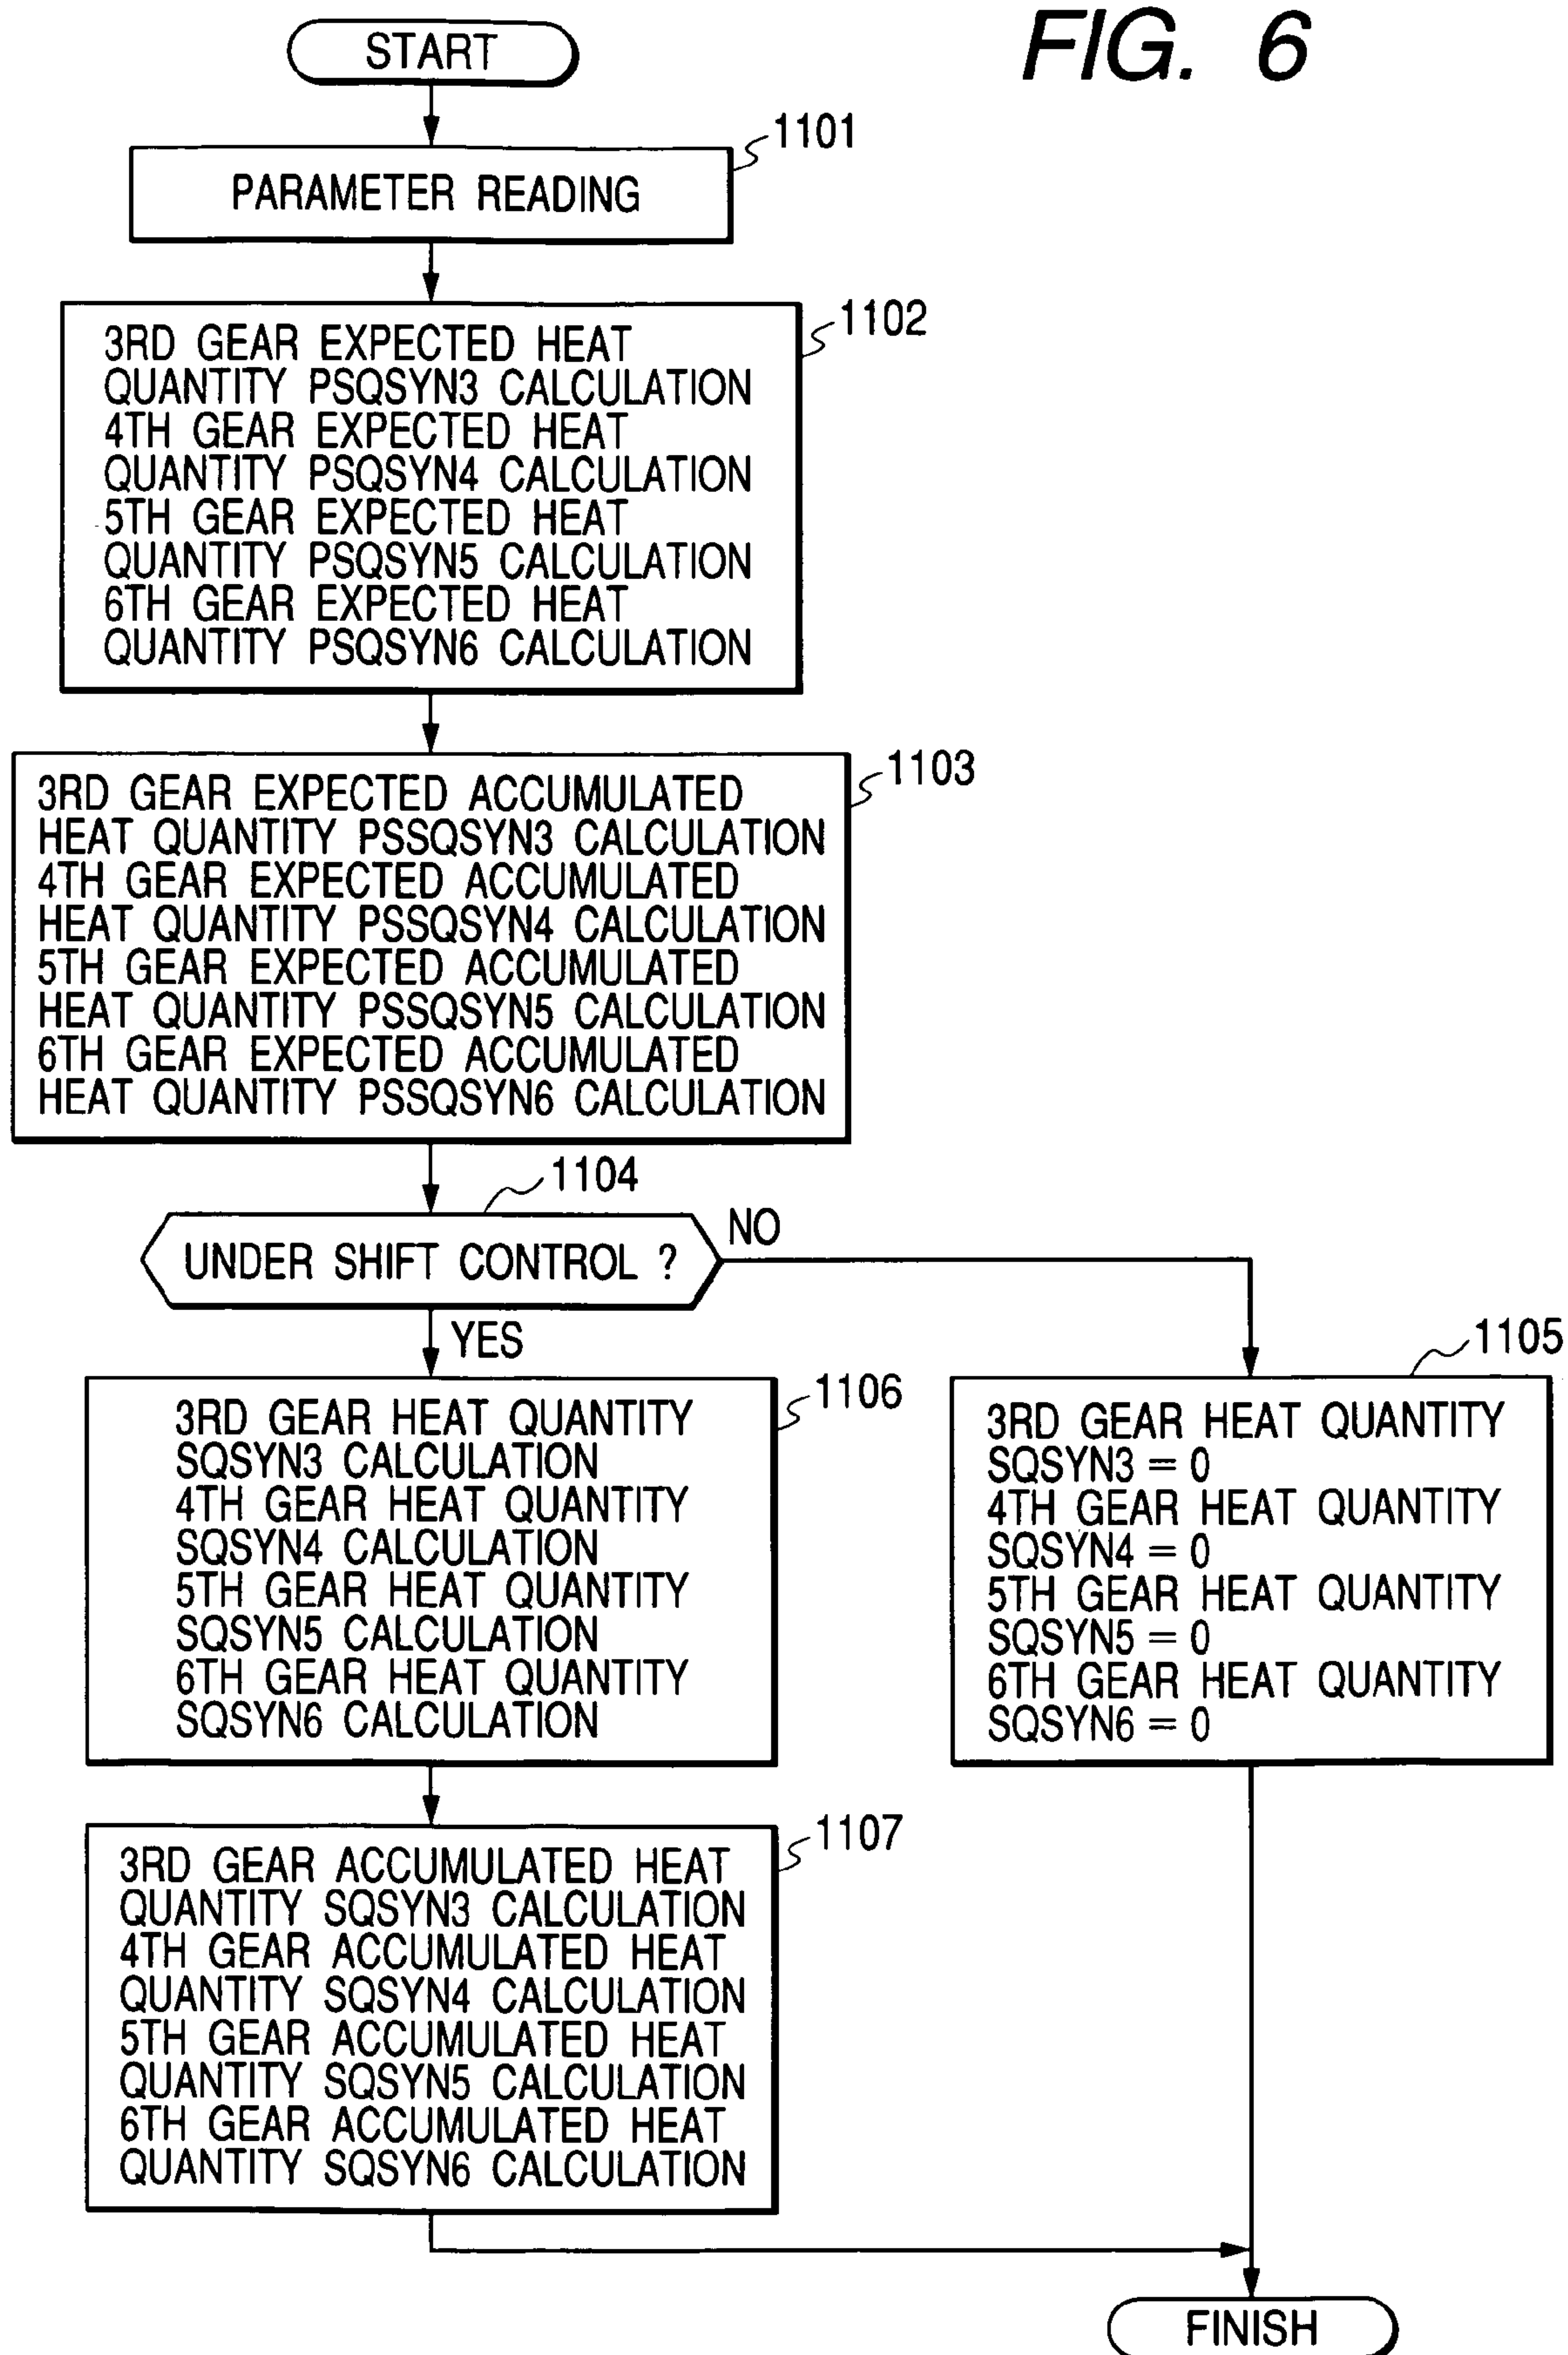 FIG. 6
START
1101
PARAMETER READING
1102
3RD GEAR EXPECTED HEAT
QUANTITY PSQSYN3 CALCULATION
4TH GEAR EXPECTED HEAT
QUANTITY PSQSYN4 CALCULATION
5TH GEAR EXPECTED HEAT
QUANTITY PSQSYN5 CALCULATION
6TH GEAR EXPECTED HEAT
QUANTITY PSQSYN6 CALCULATION
1103
3RD GEAR EXPECTED ACCUMULATED
HEAT QUANTITY PSSQSYN3 CALCULATION
4TH GEAR EXPECTED ACCUMULATED
HEAT QUANTITY PSSQSYN4 CALCULATION
5TH GEAR EXPECTED ACCUMULATED
HEAT QUANTITY PSSQSYN5 CALCULATION
6TH GEAR EXPECTED ACCUMULATED
HEAT QUANTITY PSSQSYN6 CALCULATION
1104
UNDER SHIFT CONTROL ?
NO
YES
1106
3RD GEAR HEAT QUANTITY
SQSYN3 CALCULATION
4TH GEAR HEAT QUANTITY
SQSYN4 CALCULATION
5TH GEAR HEAT QUANTITY
SQSYN5 CALCULATION
6TH GEAR HEAT QUANTITY
SQSYN6 CALCULATION
1105
3RD GEAR HEAT QUANTITY
SQSYN3 = 0
4TH GEAR HEAT QUANTITY
SQSYN4 = 0
5TH GEAR HEAT QUANTITY
SQSYN5 = 0
6TH GEAR HEAT QUANTITY
SQSYN6 = 0
1107
3RD GEAR ACCUMULATED HEAT
QUANTITY SQSYN3 CALCULATION
4TH GEAR ACCUMULATED HEAT
QUANTITY SQSYN4 CALCULATION
5TH GEAR ACCUMULATED HEAT
QUANTITY SQSYN5 CALCULATION
6TH GEAR ACCUMULATED HEAT
QUANTITY SQSYN6 CALCULATION
FINISH